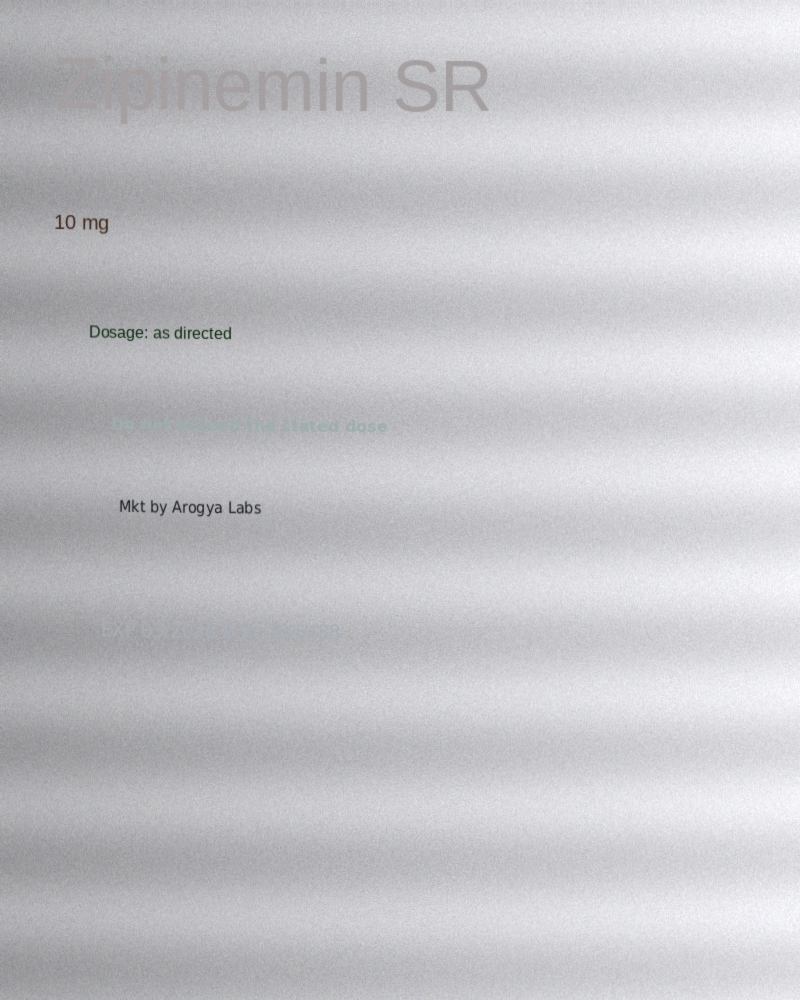 Zipinemin SR
10 mg
Dosage: as directed
Do not exceed the stated dose
Mkt by Arogya Labs